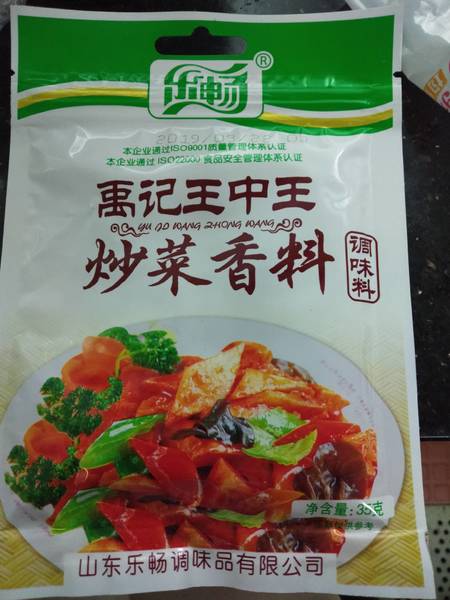 乐畅®
2019/03/22
本企业通过ISO9001质量管理体系认证
本企业通过ISO22000食品安全管理体系认证
禹记王中王
YU JI WANG ZHONG WANG
炒菜香料
调味料
净含量:35克
山东乐畅调味品有限公司